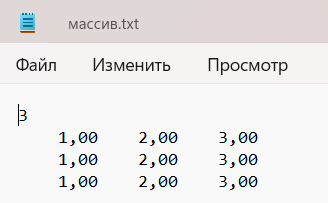 массив.txt
Файл Изменить Просмотр
3
1,00 2,00 3,00
1,00 2,00 3,00
1,00 2,00 3,00